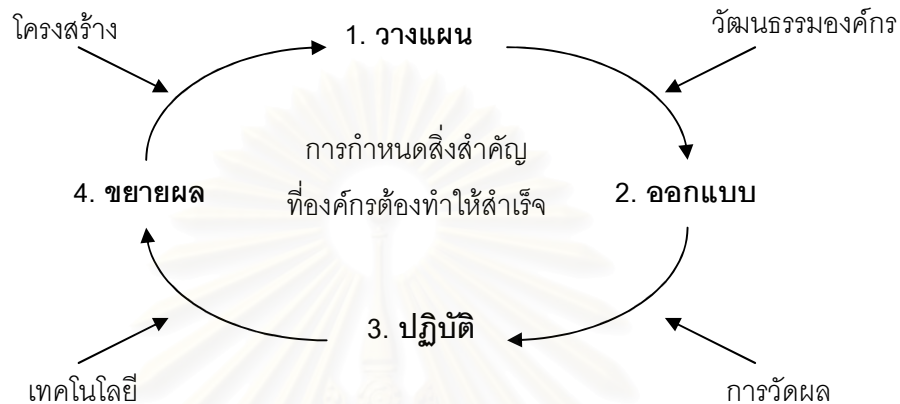 โครงสร้าง
1. วางแผน
วัฒนธรรมองค์กร
การกำหนดสิ่งสำคัญ
ที่องค์กรต้องทำให้สำเร็จ
4. ขยายผล
2. ออกแบบ
3. ปฏิบัติ
เทคโนโลยี
การวัดผล